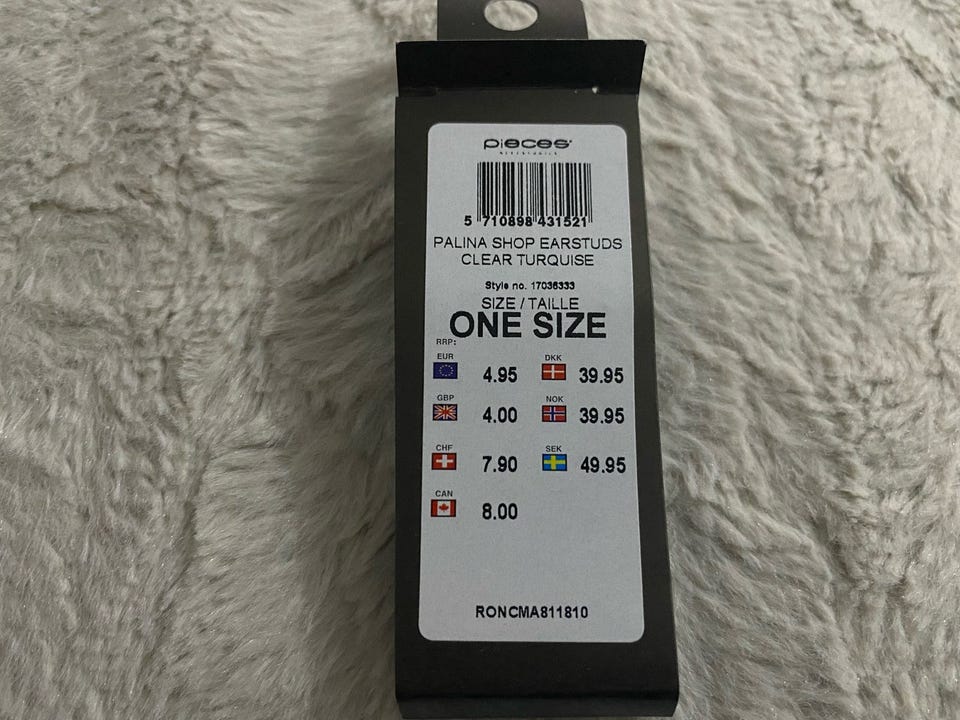 pieces
ACCESSORIES
5 710898 431521
PALINA SHOP EARSTUDS
CLEAR TURQUISE
Style no. 17036333
SIZE / TAILLE
ONE SIZE
RRP:
EUR DKK
4.95 39.95
GBP NOK
4.00 39.95
CHF SEK
7.90 49.95
CAN
8.00
RONCMA811810